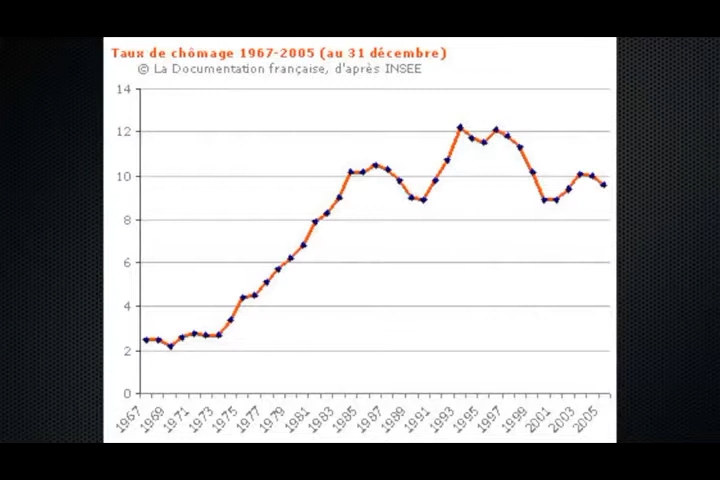 Taux de chômage 1967-2005 (au 31 décembre)
© La Documentation française, d'après INSEE
14
12
10
8
6
4
2
0
1967 1969 1971 1973 1975 1977 1979 1981 1983 1985 1987 1989 1991 1993 1995 1997 1999 2001 2003 2005